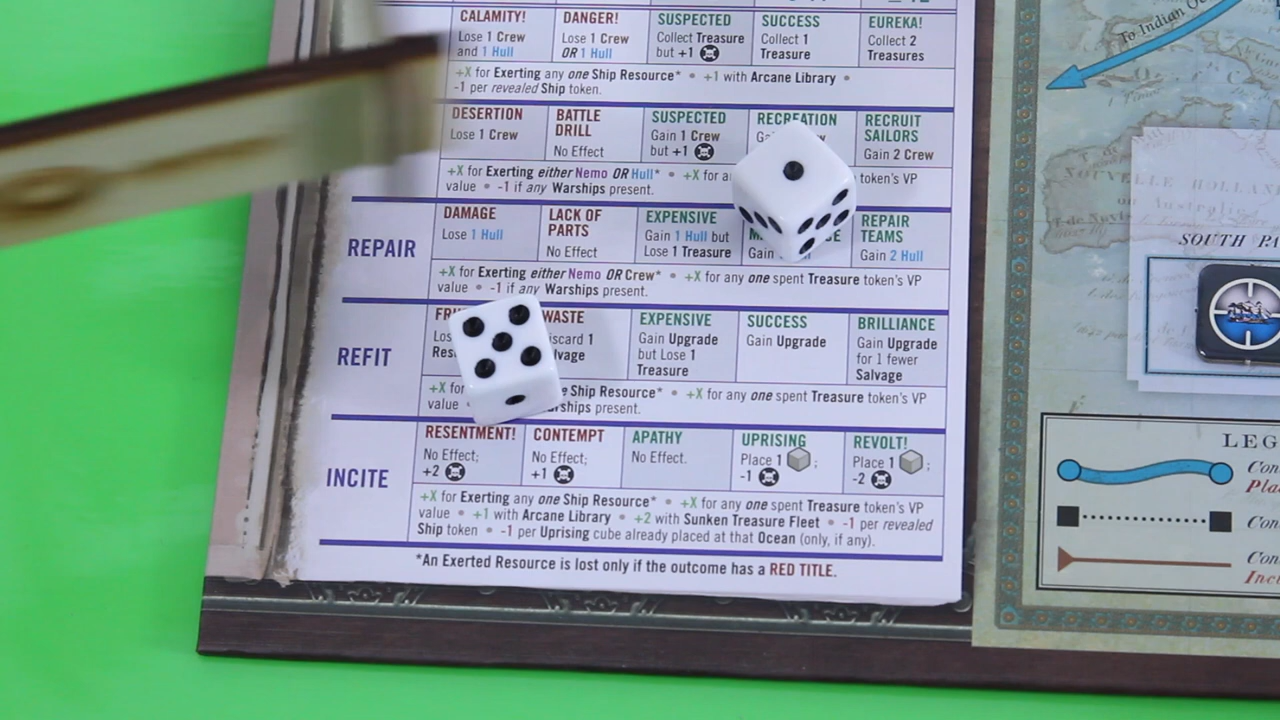 CALAMITY!
Lose 1 Crew
and 1 Hull
DANGER!
Lose 1 Crew
OR 1 Hull
SUSPECTED
Collect Treasure
but +1
SUCCESS
Collect 1
Treasure
EUREKA!
Collect 2
Treasures
+X for Exerting any one Ship Resource* • +1 with Arcane Library •
-1 per revealed Ship token.
DESERTION
Lose 1 Crew
BATTLE
DRILL
No Effect
SUSPECTED
Gain 1 Crew
but +1
RECREATION
RECRUIT
SAILORS
Gain 2 Crew
+X for Exerting either Nemo OR Hull* • +X for token's VP
value • -1 if any Warships present.
REPAIR
DAMAGE
Lose 1 Hull
LACK OF
PARTS
No Effect
EXPENSIVE
Gain 1 Hull but
Lose 1 Treasure
Gain
REPAIR
TEAMS
Gain 2 Hull
+X for Exerting either Nemo OR Crew* • +X for any one spent Treasure token's VP
value • -1 if any Warships present.
REFIT
WASTE
EXPENSIVE
Gain Upgrade
but Lose 1
Treasure
SUCCESS
Gain Upgrade
BRILLIANCE
Gain Upgrade
for 1 fewer
Salvage
+X for Ship Resource* • +X for any one spent Treasure token's VP
value • present.
INCITE
RESENTMENT!
No Effect;
+2
CONTEMPT
No Effect;
+1
APATHY
No Effect.
UPRISING
Place 1 ;
-1
REVOLT!
Place 1 ;
-2
+X for Exerting any one Ship Resource* • +X for any one spent Treasure token's VP
value • +1 with Arcane Library • +2 with Sunken Treasure Fleet • -1 per revealed
Ship token • -1 per Uprising cube already placed at that Ocean (only, if any).
*An Exerted Resource is lost only if the outcome has a RED TITLE.
To Indian
NOUVELLE HOLLAN
ou Australi
SOUTH PA
LEG
Con
Pla
Con
Con
Inci